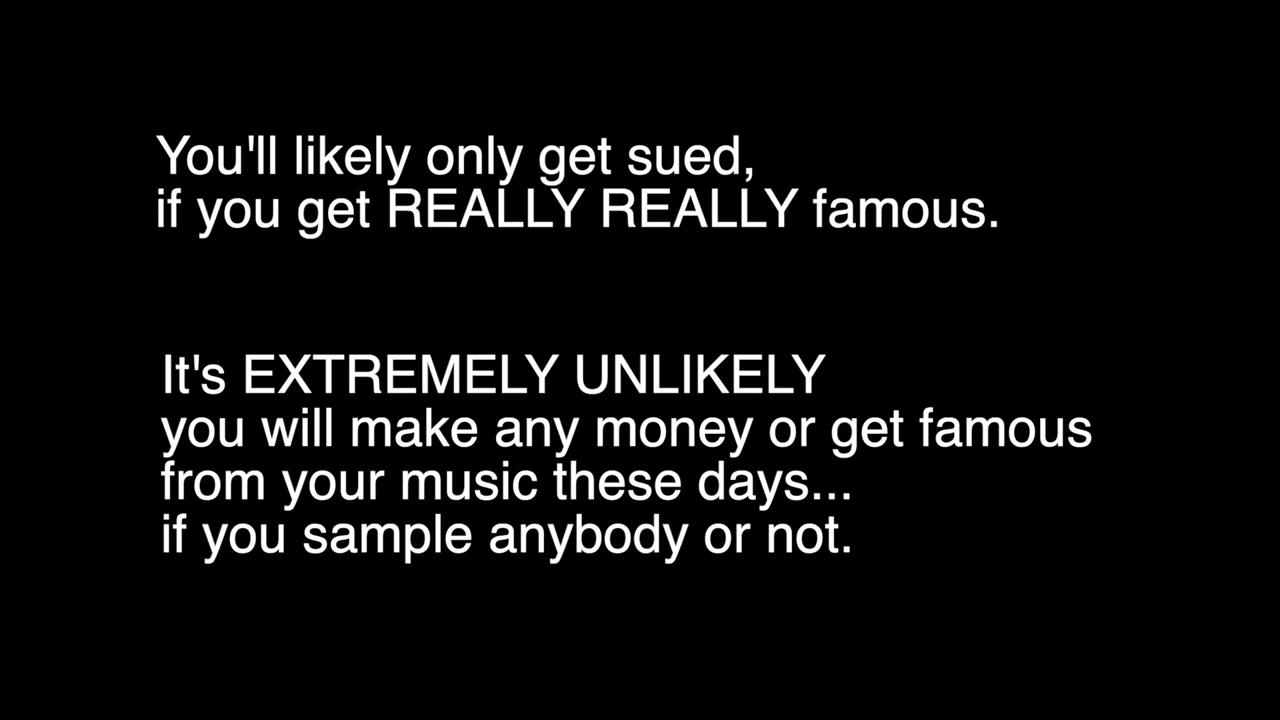 You'll likely only get sued,
if you get REALLY REALLY famous.
It's EXTREMELY UNLIKELY
you will make any money or get famous
from your music these days...
if you sample anybody or not.